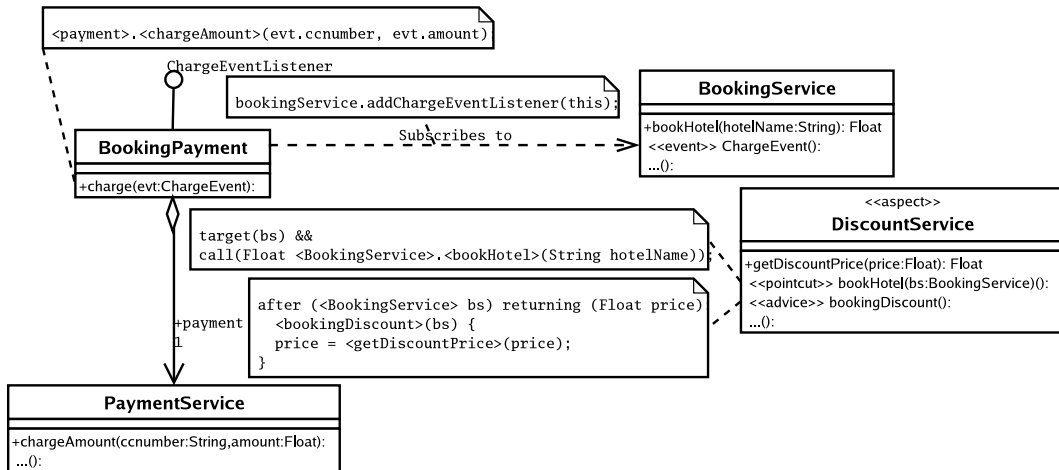 <payment>.<chargeAmount>(evt.ccnumber, evt.amount)
ChargeEventListener
bookingService.addChargeEventListener(this);
Subscribes to
BookingService
+bookHotel(hotelName:String): Float
<<event>> ChargeEvent():
...():
BookingPayment
+charge(evt:ChargeEvent):
target(bs) &&
call(Float <BookingService>.<bookHotel>(String hotelName));
<<aspect>>
DiscountService
+getDiscountPrice(price:Float): Float
<<pointcut>> bookHotel(bs:BookingService)():
<<advice>> bookingDiscount():
...():
after (<BookingService> bs) returning (Float price)
<bookingDiscount>(bs) {
price = <getDiscountPrice>(price);
}
+payment
1
PaymentService
+chargeAmount(ccnumber:String,amount:Float):
...():